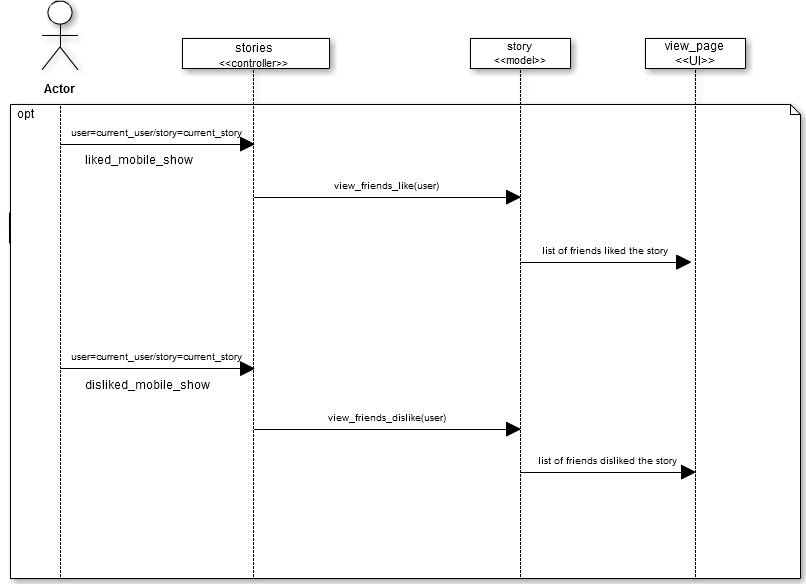 stories
<<controller>>
story
<<model>>
view_page
<<UI>>
Actor
opt
user=current_user/story=current_story
liked_mobile_show
view_friends_like(user)
list of friends liked the story
user=current_user/story=current_story
disliked_mobile_show
view_friends_dislike(user)
list of friends disliked the story